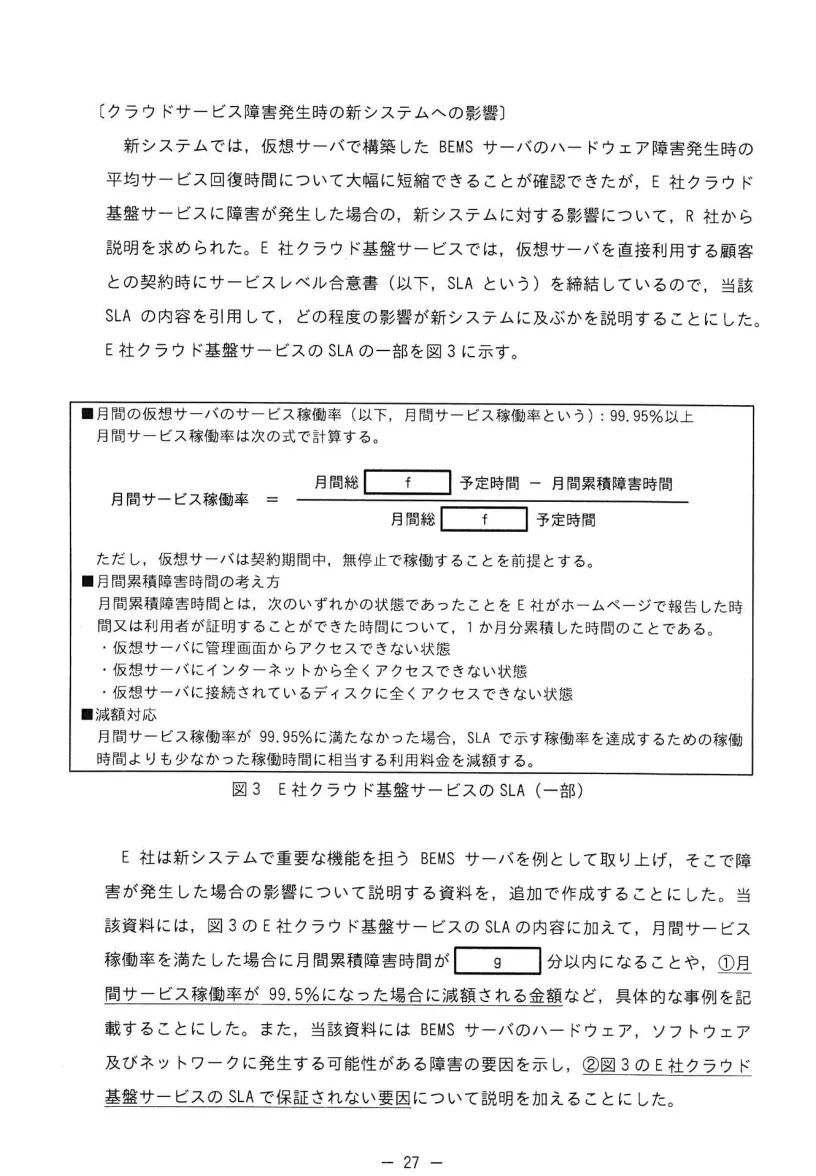 〔クラウドサービス障害発生時の新システムへの影響〕
新システムでは，仮想サーバで構築した BEMS サーバのハードウェア障害発生時の
平均サービス回復時間について大幅に短縮できることが確認できたが，E 社クラウド
基盤サービスに障害が発生した場合の，新システムに対する影響について，R 社から
説明を求められた。E 社クラウド基盤サービスでは，仮想サーバを直接利用する顧客
との契約時にサービスレベル合意書（以下，SLA という）を締結しているので，当該
SLA の内容を引用して，どの程度の影響が新システムに及ぶかを説明することにした。
E 社クラウド基盤サービスの SLA の一部を図 3 に示す。
■月間の仮想サーバのサービス稼働率（以下，月間サービス稼働率という）：99.95%以上
月間サービス稼働率は次の式で計算する。
月間サービス稼働率 ＝
月間総 f 予定時間 － 月間累積障害時間
月間総 f 予定時間
ただし，仮想サーバは契約期間中，無停止で稼働することを前提とする。
■月間累積障害時間の考え方
月間累積障害時間とは，次のいずれかの状態であったことを E 社がホームページで報告した時
間又は利用者が証明することができた時間について，1 か月分累積した時間のことである。
・仮想サーバに管理画面からアクセスできない状態
・仮想サーバにインターネットから全くアクセスできない状態
・仮想サーバに接続されているディスクに全くアクセスできない状態
■減額対応
月間サービス稼働率が 99.95%に満たなかった場合，SLA で示す稼働率を達成するための稼働
時間よりも少なかった稼働時間に相当する利用料金を減額する。
図 3 E 社クラウド基盤サービスの SLA（一部）
E 社は新システムで重要な機能を担う BEMS サーバを例として取り上げ，そこで障
害が発生した場合の影響について説明する資料を，追加で作成することにした。当
該資料には，図 3 の E 社クラウド基盤サービスの SLA の内容に加えて，月間サービス
稼働率を満たした場合に月間累積障害時間が g 分以内になることや，①月
間サービス稼働率が 99.5%になった場合に減額される金額など，具体的な事例を記
載することにした。また，当該資料には BEMS サーバのハードウェア，ソフトウェア
及びネットワークに発生する可能性がある障害の要因を示し，②図 3 の E 社クラウド
基盤サービスの SLA で保証されない要因について説明を加えることにした。
－ 27 －